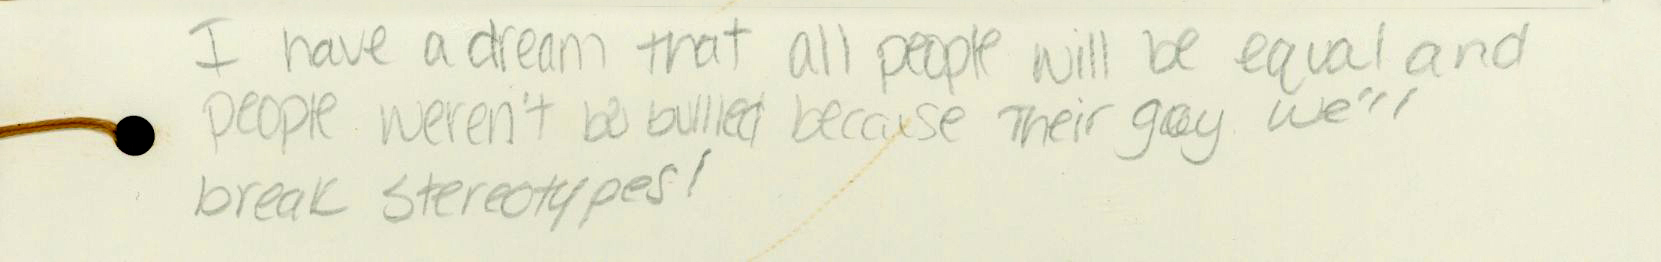 I have a dream that all people will be equal and
people weren't be bullied because their gay we'll
break stereotypes!